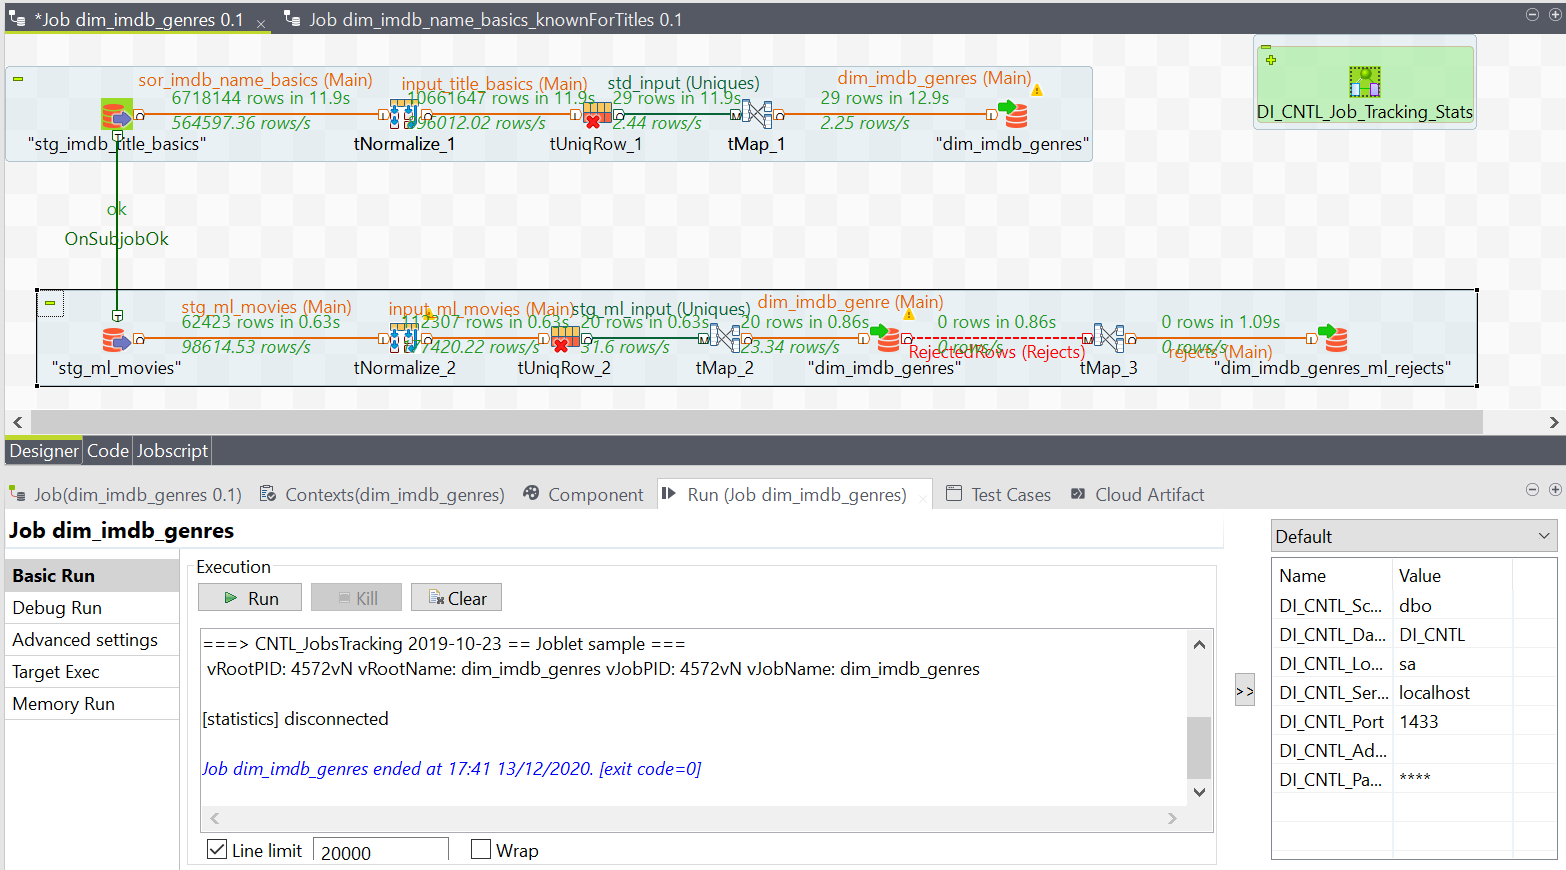 *Job dim_imdb_genres 0.1
Job dim_imdb_name_basics_knownForTitles 0.1
sor_imdb_name_basics (Main)
input_title_basics (Main)
std_input (Uniques)
dim_imdb_genres (Main)
6718144 rows in 11.9s
10661647 rows in 11.9s
29 rows in 11.9s
29 rows in 12.9s
564597.36 rows/s
896012.02 rows/s
2.44 rows/s
2.25 rows/s
"stg_imdb_title_basics"
tNormalize_1
tUniqRow_1
tMap_1
"dim_imdb_genres"
DI_CNTL_Job_Tracking_Stats
ok
OnSubjobOk
stg_ml_movies (Main)
input_ml_movies (Main)
stg_ml_input (Uniques)
dim_imdb_genre (Main)
62423 rows in 0.63s
112307 rows in 0.63s
20 rows in 0.63s
20 rows in 0.86s
0 rows in 0.86s
0 rows in 1.09s
98614.53 rows/s
177420.22 rows/s
31.6 rows/s
23.34 rows/s
0 rows/s
RejectedRows (Rejects)
0 rows/s
rejects (Main)
"stg_ml_movies"
tNormalize_2
tUniqRow_2
tMap_2
"dim_imdb_genres"
tMap_3
"dim_imdb_genres_ml_rejects"
Designer
Code
Jobscript
Job(dim_imdb_genres 0.1)
Contexts(dim_imdb_genres)
Component
Run (Job dim_imdb_genres)
Test Cases
Cloud Artifact
Job dim_imdb_genres
Basic Run
Debug Run
Advanced settings
Target Exec
Memory Run
Execution
Run
Kill
Clear
===> CNTL_JobsTracking 2019-10-23 == Joblet sample ===
vRootPID: 4572vN vRootName: dim_imdb_genres vJobPID: 4572vN vJobName: dim_imdb_genres
[statistics] disconnected
Job dim_imdb_genres ended at 17:41 13/12/2020. [exit code=0]
Line limit
20000
Wrap
>>
Default
Name Value
DI_CNTL_Sc... dbo
DI_CNTL_Da... DI_CNTL
DI_CNTL_Lo... sa
DI_CNTL_Ser... localhost
DI_CNTL_Port 1433
DI_CNTL_Ad...
DI_CNTL_Pa... ****